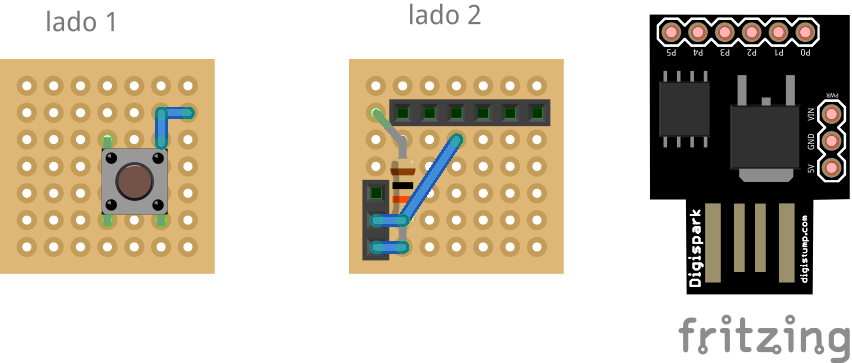 lado 1
lado 2
P5 P4 P3 P2 P1 P0
PWR
VIN
GND
5V
Digispark
digistump.com
fritzing